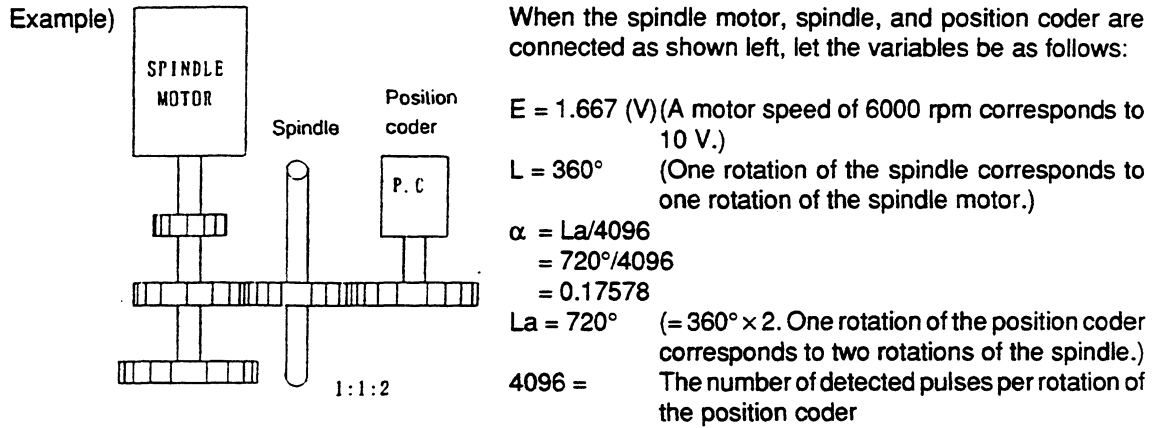 Example)
SPINDLE
MOTOR
Spindle
Position
coder
P.C
1:1:2
When the spindle motor, spindle, and position coder are
connected as shown left, let the variables be as follows:
E = 1.667 (V) (A motor speed of 6000 rpm corresponds to
10 V.)
L = 360° (One rotation of the spindle corresponds to
one rotation of the spindle motor.)
α = La/4096
= 720°/4096
= 0.17578
La = 720° (= 360° × 2. One rotation of the position coder
corresponds to two rotations of the spindle.)
4096 = The number of detected pulses per rotation of
the position coder